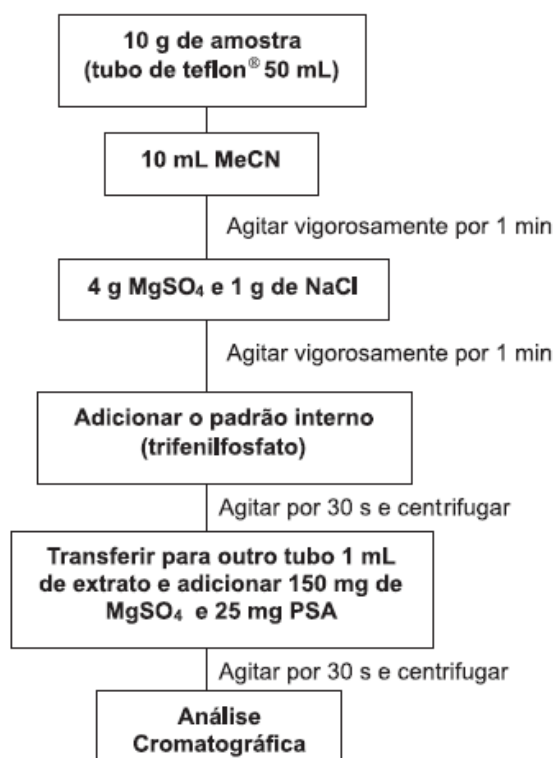 10 g de amostra
(tubo de teflon® 50 mL)
10 mL MeCN
Agitar vigorosamente por 1 min
4 g MgSO₄ e 1 g de NaCl
Agitar vigorosamente por 1 min
Adicionar o padrão interno
(trifenilfosfato)
Agitar por 30 s e centrifugar
Transferir para outro tubo 1 mL
de extrato e adicionar 150 mg de
MgSO₄ e 25 mg PSA
Agitar por 30 s e centrifugar
Análise
Cromatográfica